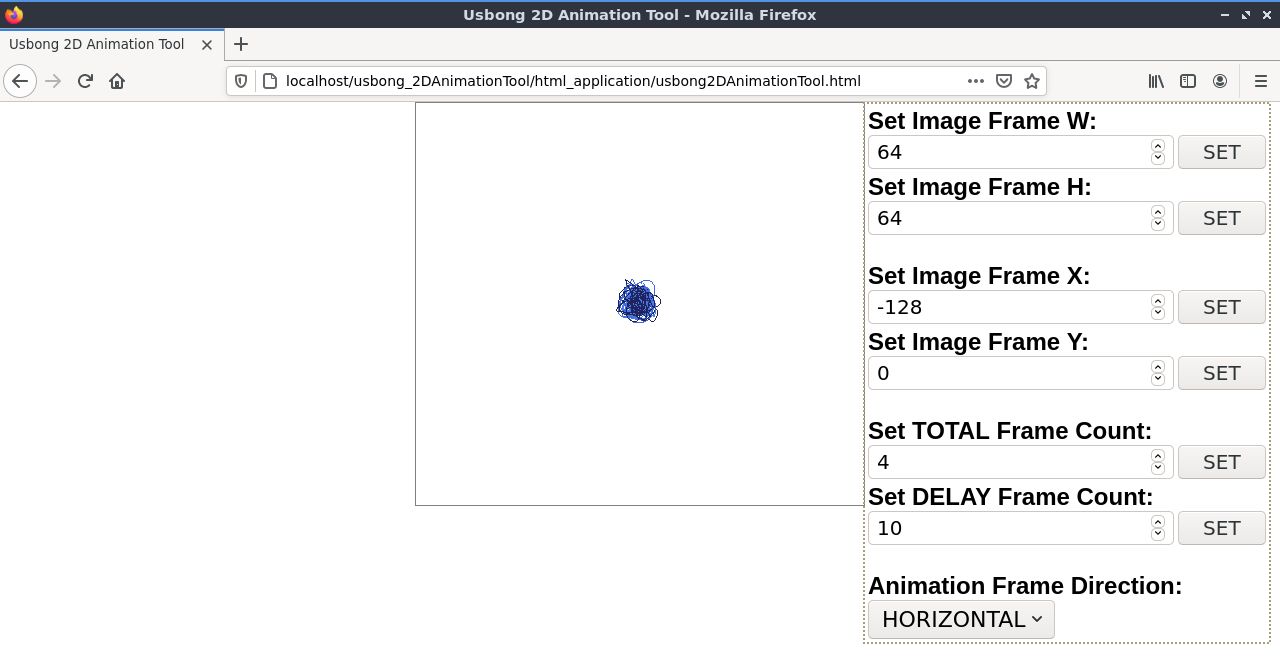 Usbong 2D Animation Tool - Mozilla Firefox
Usbong 2D Animation Tool
localhost/usbong_2DAnimationTool/html_application/usbong2DAnimationTool.html
Set Image Frame W:
64 SET
Set Image Frame H:
64 SET
Set Image Frame X:
-128 SET
Set Image Frame Y:
0 SET
Set TOTAL Frame Count:
4 SET
Set DELAY Frame Count:
10 SET
Animation Frame Direction:
HORIZONTAL